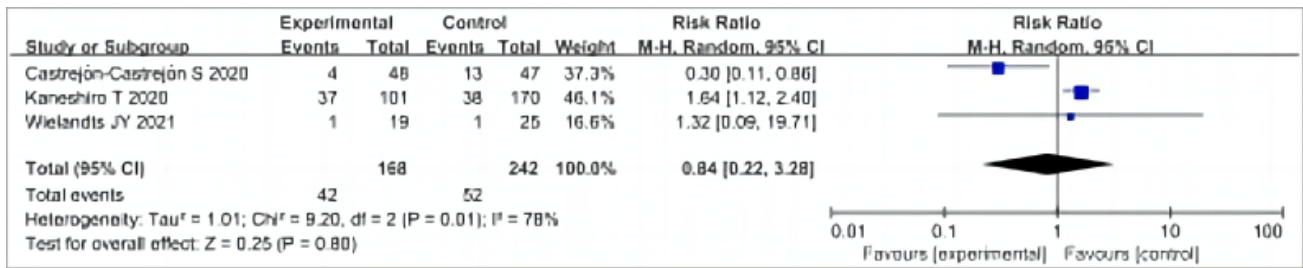 Experimental Control Risk Ratio Risk Ratio
Study or Subgroup Events Total Events Total Weight M-H, Random, 95% CI M-H, Random, 95% CI
Castrejón-Castrejón S 2020 4 48 13 47 37.3% 0.30 [0.11, 0.86]
Kaneshiro T 2020 37 101 38 170 46.1% 1.64 [1.12, 2.40]
Wielandts JY 2021 1 19 1 25 16.6% 1.32 [0.09, 19.71]
Total (95% CI) 168 242 100.0% 0.84 [0.22, 3.28]
Total events 42 52
Heterogeneity: Tau² = 1.01; Chi² = 9.20, df = 2 (P = 0.01); I² = 78%
Test for overall effect: Z = 0.25 (P = 0.80)
0.01 0.1 1 10 100
Favours [experimental] Favours [control]